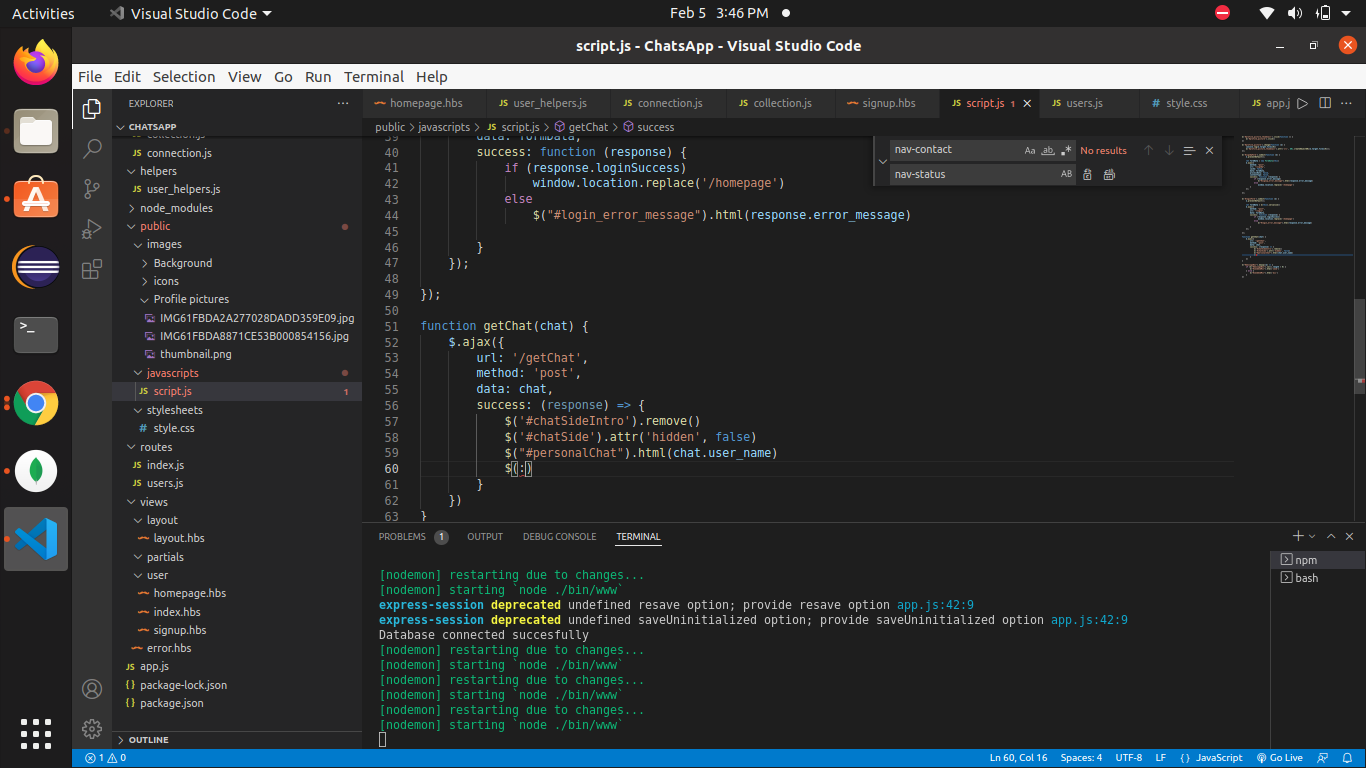 Activities Visual Studio Code Feb 5 3:46 PM
script.js - ChatsApp - Visual Studio Code
File Edit Selection View Go Run Terminal Help
EXPLORER
CHATSAPP
connection.js
helpers
user_helpers.js
node_modules
public
images
Background
icons
Profile pictures
IMG61FBDA2A277028DADD359E09.jpg
IMG61FBDA8871CE53B000854156.jpg
thumbnail.png
javascripts
script.js 1
stylesheets
style.css
routes
index.js
users.js
views
layout
layout.hbs
partials
user
homepage.hbs
index.hbs
signup.hbs
error.hbs
app.js
package-lock.json
package.json
OUTLINE
homepage.hbs user_helpers.js connection.js collection.js signup.hbs script.js 1 users.js style.css app.j
public > javascripts > JS script.js > getChat > success
nav-contact Aa ab No results
nav-status AB
39 data: formData,
40 success: function (response) {
41 if (response.loginSuccess)
42 window.location.replace('/homepage')
43 else
44 $("#login_error_message").html(response.error_message)
45
46 }
47 });
48
49 });
50
51 function getChat(chat) {
52 $.ajax({
53 url: '/getChat',
54 method: 'post',
55 data: chat,
56 success: (response) => {
57 $('#chatSideIntro').remove()
58 $('#chatSide').attr('hidden', false)
59 $("#personalChat").html(chat.user_name)
60 $(:)
61 }
62 })
63 }
PROBLEMS 1 OUTPUT DEBUG CONSOLE TERMINAL
[nodemon] restarting due to changes...
[nodemon] starting `node ./bin/www`
express-session deprecated undefined resave option; provide resave option app.js:42:9
express-session deprecated undefined saveUninitialized option; provide saveUninitialized option app.js:42:9
Database connected succesfully
[nodemon] restarting due to changes...
[nodemon] starting `node ./bin/www`
[nodemon] restarting due to changes...
[nodemon] starting `node ./bin/www`
[nodemon] restarting due to changes...
[nodemon] starting `node ./bin/www`
npm
bash
1 0 Ln 60, Col 16 Spaces: 4 UTF-8 LF { } JavaScript Go Live